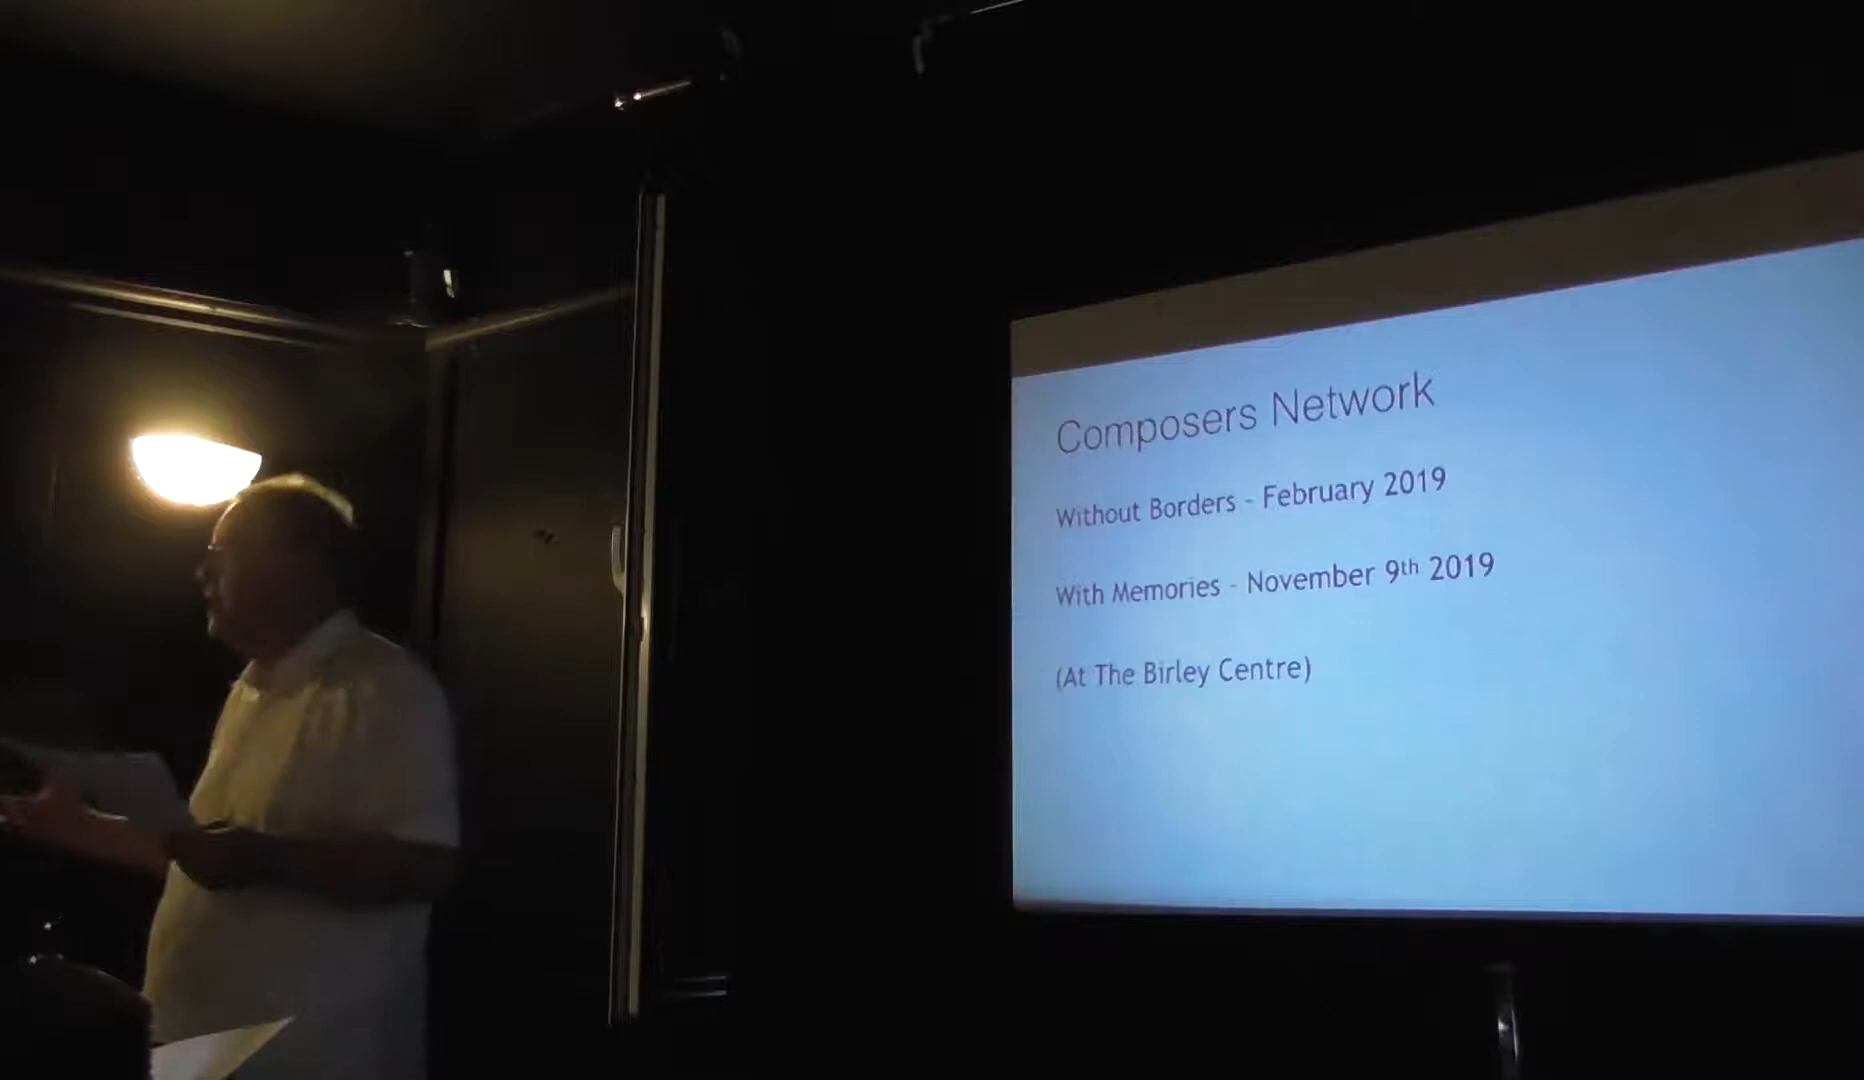 Composers Network
Without Borders - February 2019
With Memories - November 9th 2019
(At The Birley Centre)